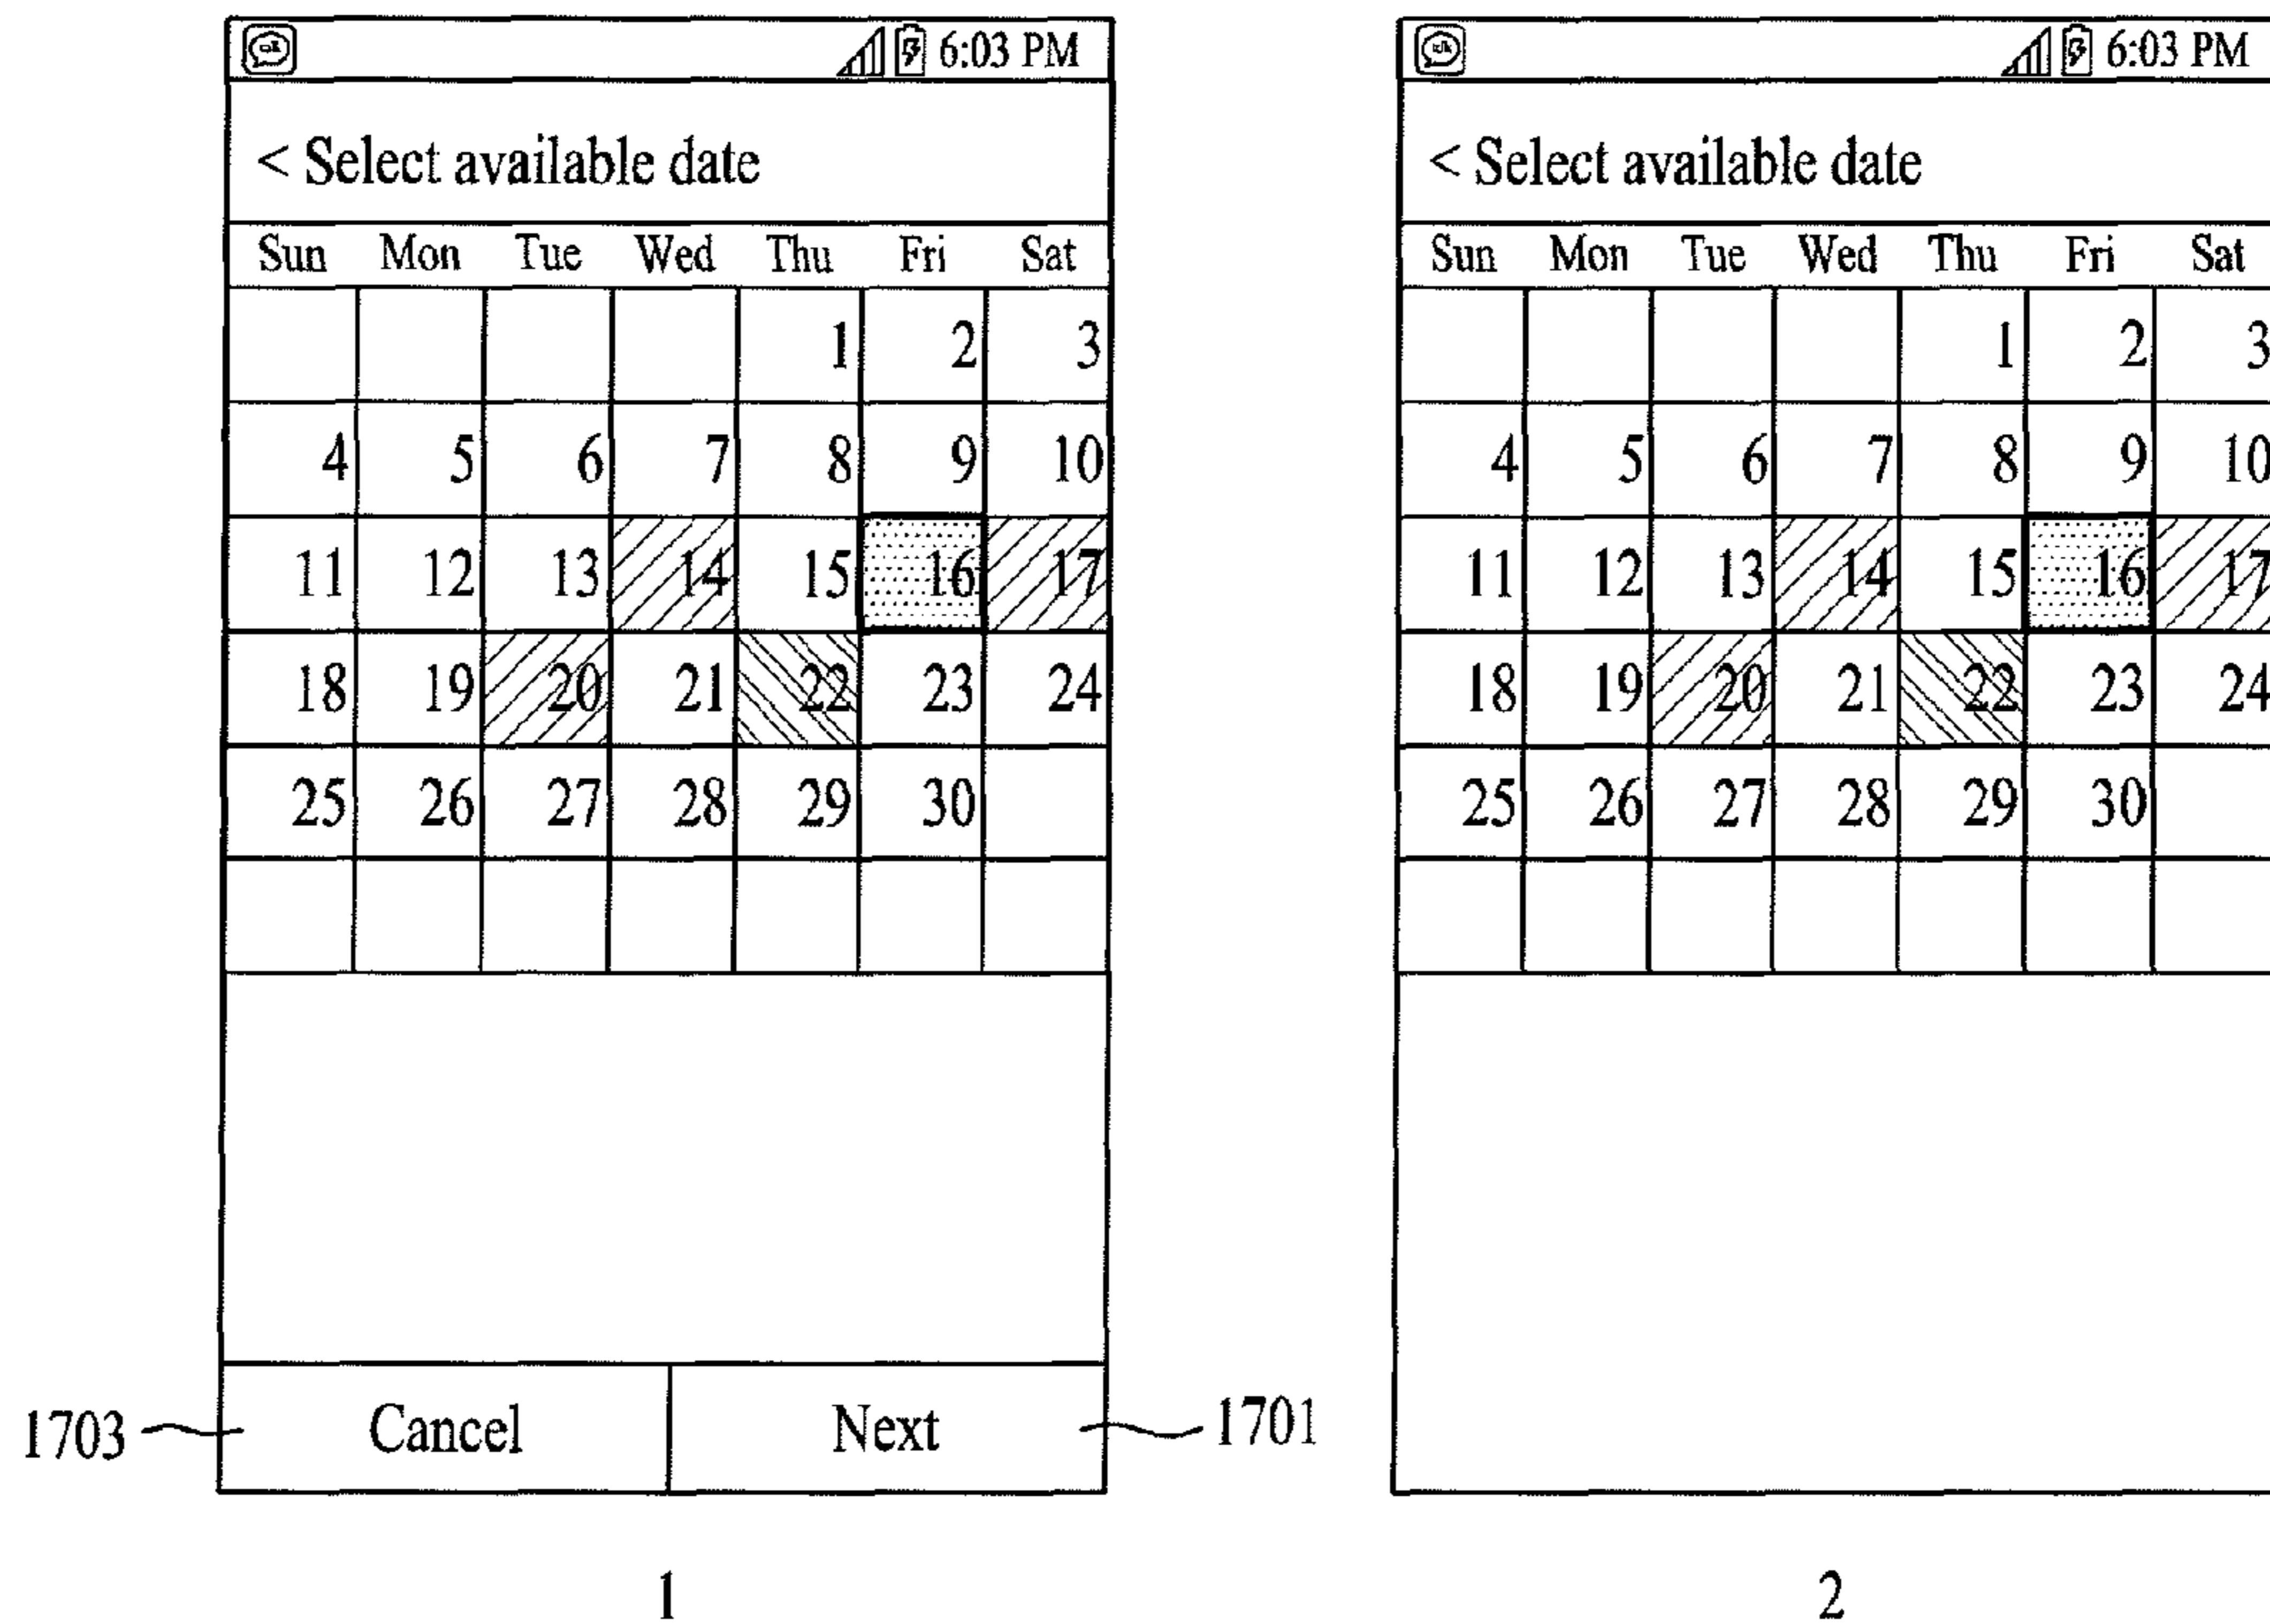 6:03 PM
< Select available date
Sun Mon Tue Wed Thu Fri Sat
1 2 3
4 5 6 7 8 9 10
11 12 13 14 15 16 17
18 19 20 21 22 23 24
25 26 27 28 29 30
1703 Cancel Next 1701
1
6:03 PM
< Select available date
Sun Mon Tue Wed Thu Fri Sat
1 2 3
4 5 6 7 8 9 10
11 12 13 14 15 16 17
18 19 20 21 22 23 24
25 26 27 28 29 30
2